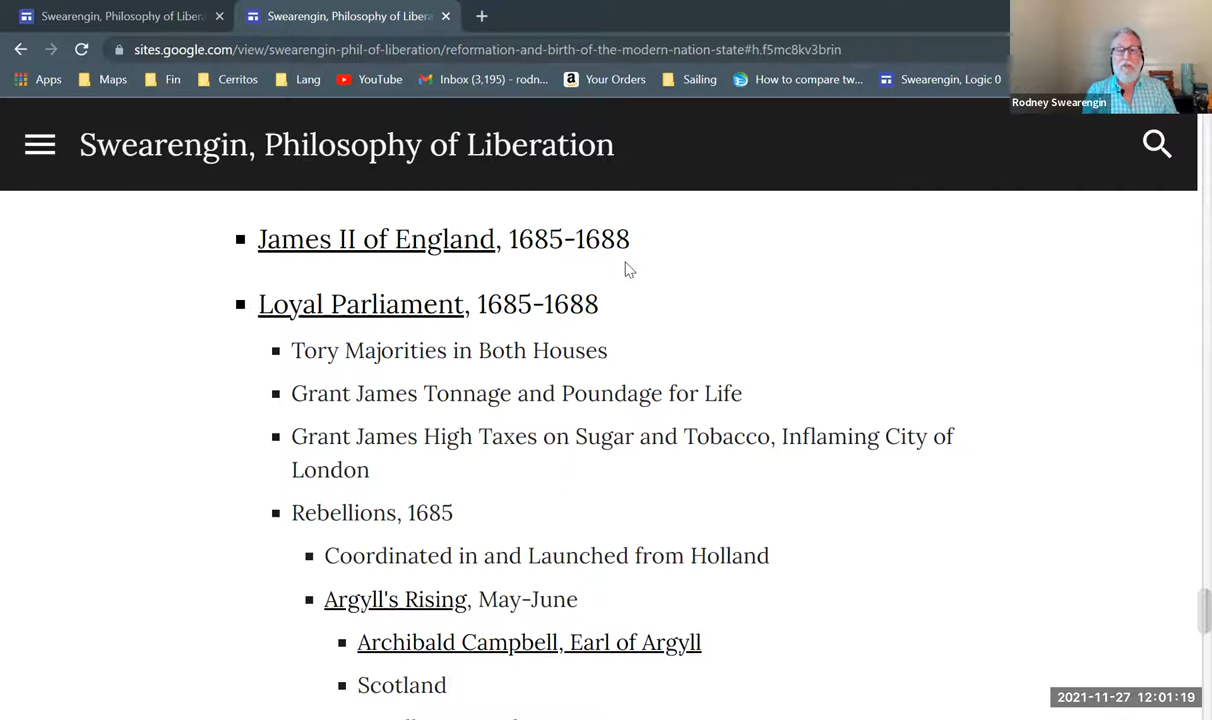 Swearengin, Philosophy of Libera
Swearengin, Philosophy of Libera
sites.google.com/view/swearengin-phil-of-liberation/reformation-and-birth-of-the-modern-nation-state#h.f5mc8kv3brin
Apps Maps Fin Cerritos Lang YouTube Inbox (3,195) - rodn... Your Orders Sailing How to compare tw... Swearengin, Logic 0
Rodney Swearengin
Swearengin, Philosophy of Liberation
James II of England, 1685-1688
Loyal Parliament, 1685-1688
Tory Majorities in Both Houses
Grant James Tonnage and Poundage for Life
Grant James High Taxes on Sugar and Tobacco, Inflaming City of
London
Rebellions, 1685
Coordinated in and Launched from Holland
Argyll's Rising, May-June
Archibald Campbell, Earl of Argyll
Scotland
2021-11-27 12:01:19